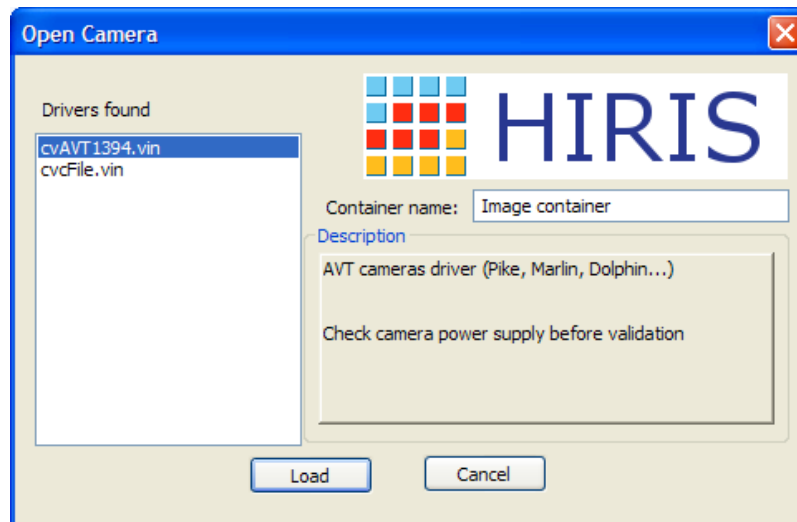 Open Camera
Drivers found
cvAVT1394.vin
cvcFile.vin
HIRIS
Container name: Image container
Description
AVT cameras driver (Pike, Marlin, Dolphin...)
Check camera power supply before validation
Load Cancel